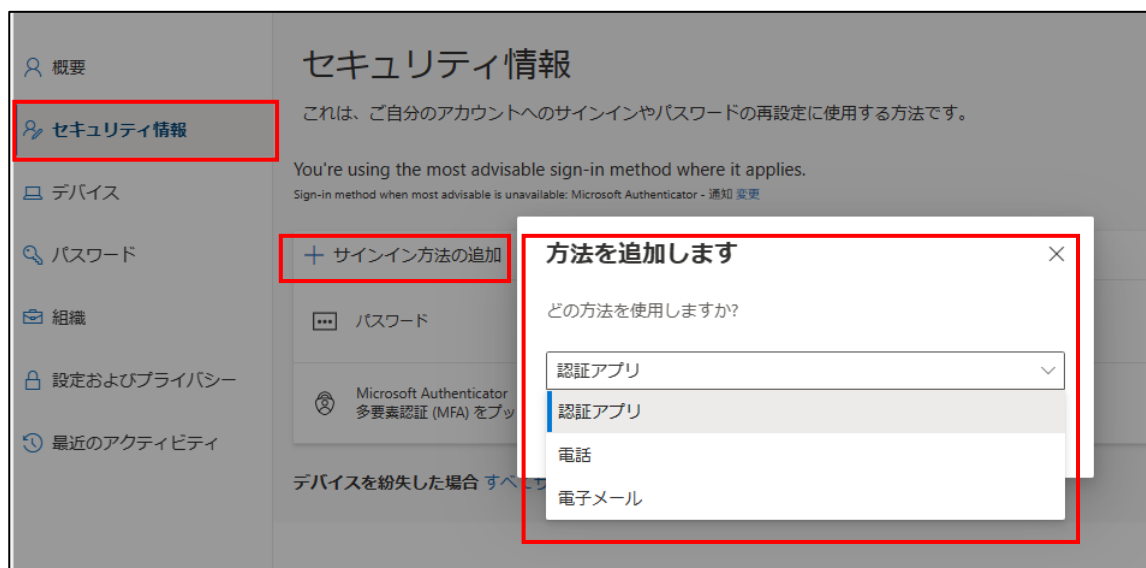 概要
セキュリティ情報
デバイス
パスワード
組織
設定およびプライバシー
最近のアクティビティ
セキュリティ情報
これは、ご自分のアカウントへのサインインやパスワードの再設定に使用する方法です。
You're using the most advisable sign-in method where it applies.
Sign-in method when most advisable is unavailable: Microsoft Authenticator - 通知 変更
+ サインイン方法の追加
パスワード
Microsoft Authenticator
多要素認証 (MFA) をプッ
デバイスを紛失した場合 すべ
方法を追加します
どの方法を使用しますか?
認証アプリ
認証アプリ
電話
電子メール